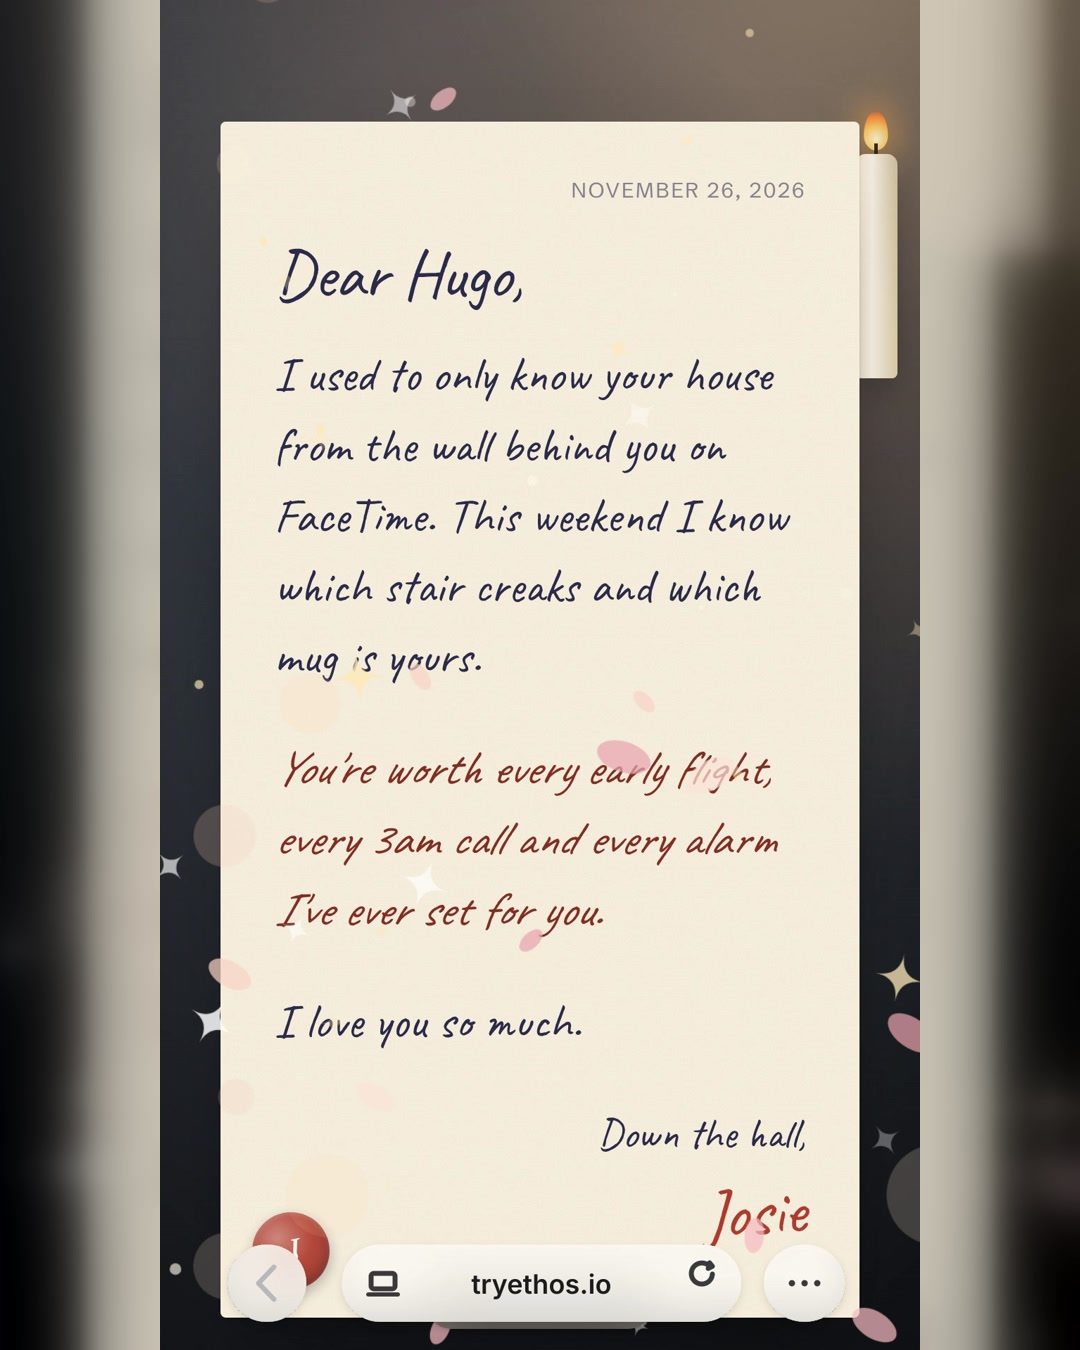 NOVEMBER 26, 2026
Dear Hugo,
I used to only know your house
from the wall behind you on
FaceTime. This weekend I know
which stair creaks and which
mug is yours.
You're worth every early flight,
every 3am call and every alarm
I've ever set for you.
I love you so much.
Down the hall,
Josie
J
tryethos.io